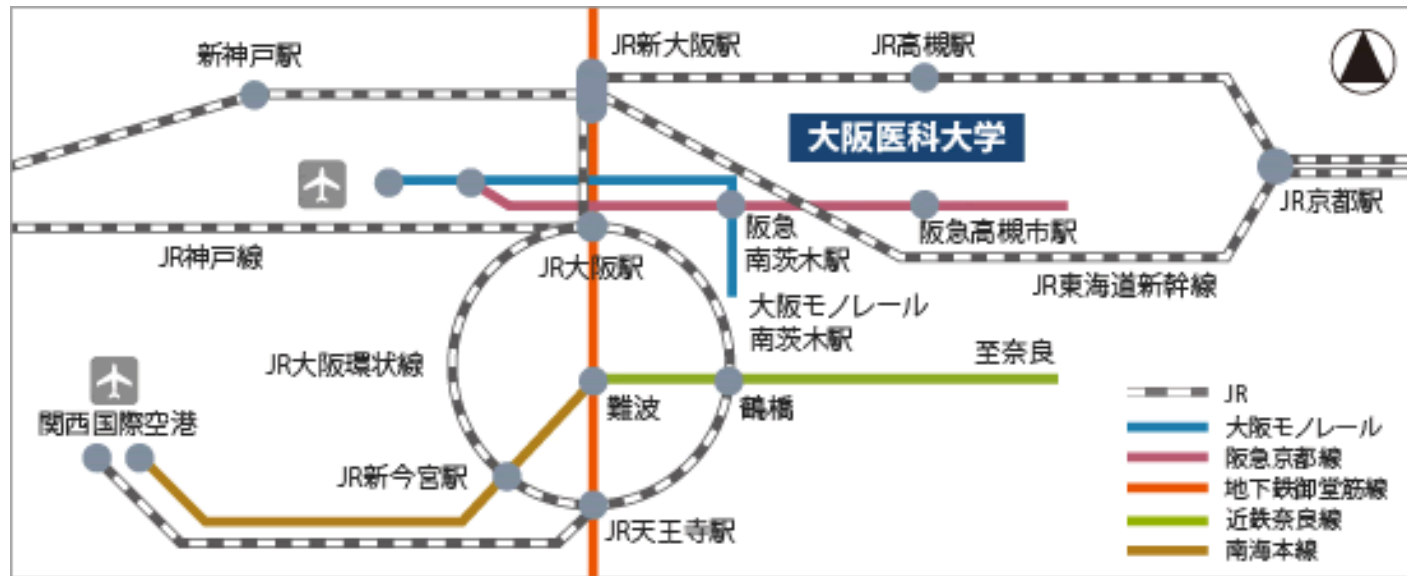 新神戸駅
JR新大阪駅
JR高槻駅
大阪医科大学
JR京都駅
阪急
南茨木駅
阪急高槻市駅
JR神戸線
JR大阪駅
JR東海道新幹線
大阪モノレール
南茨木駅
JR大阪環状線
至奈良
関西国際空港
難波
鶴橋
JR新今宮駅
JR天王寺駅
JR
大阪モノレール
阪急京都線
地下鉄御堂筋線
近鉄奈良線
南海本線